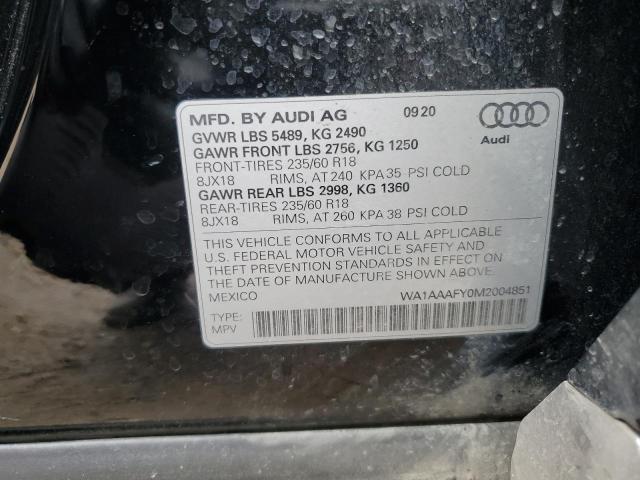 MFD. BY AUDI AG 09 20
GVWR LBS 5489, KG 2490
GAWR FRONT LBS 2756, KG 1250
FRONT-TIRES 235/60 R18
8JX18 RIMS, AT 240 KPA 35 PSI COLD
GAWR REAR LBS 2998, KG 1360
REAR-TIRES 235/60 R18
8JX18 RIMS, AT 260 KPA 38 PSI COLD
Audi
THIS VEHICLE CONFORMS TO ALL APPLICABLE
U.S. FEDERAL MOTOR VEHICLE SAFETY AND
THEFT PREVENTION STANDARDS IN EFFECT ON
THE DATE OF MANUFACTURE SHOWN ABOVE.
MEXICO WA1AAAFY0M2004851
TYPE:
MPV